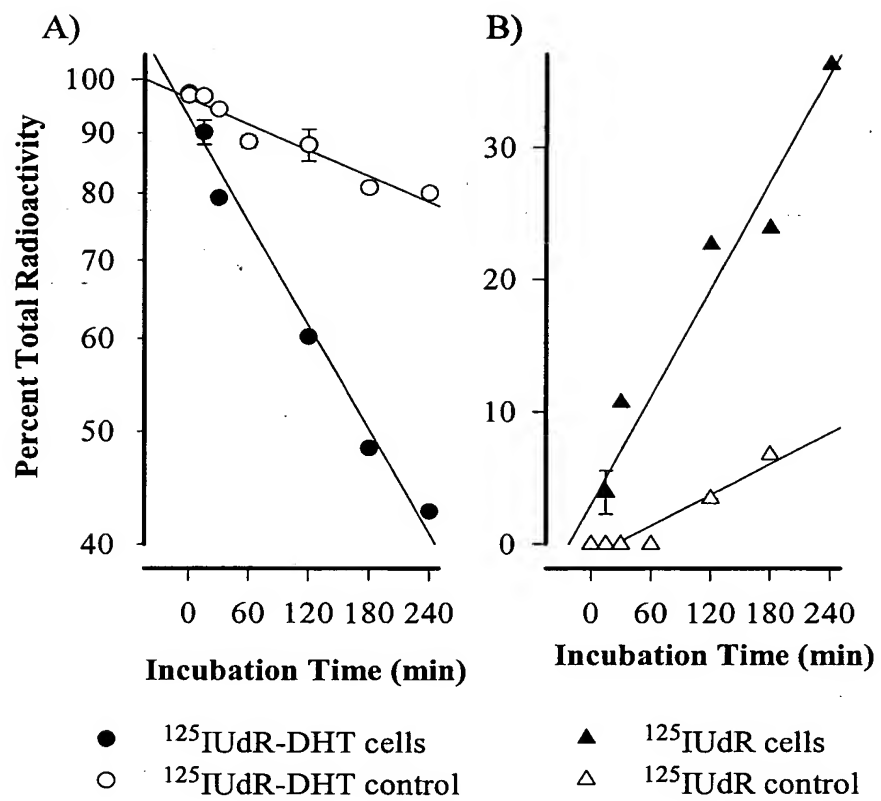 A)
B)
Percent Total Radioactivity
100
90
80
70
60
50
40
0 60 120 180 240
Incubation Time (min)
30
20
10
0
0 60 120 180 240
Incubation Time (min)
¹²⁵IUdR-DHT cells
¹²⁵IUdR-DHT control
¹²⁵IUdR cells
¹²⁵IUdR control